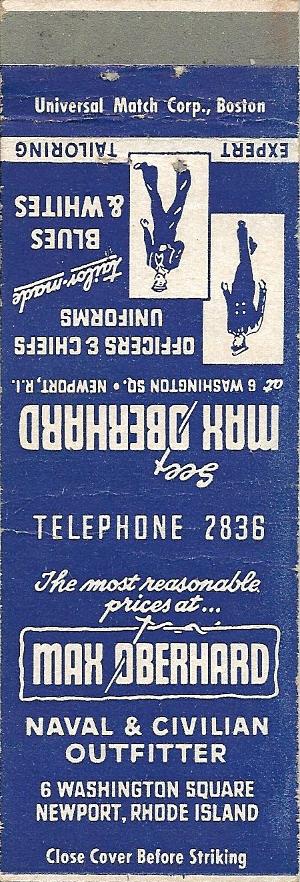 Universal Match Corp., Boston
EXPERT TAILORING
See
MAX OBERHARD
at 6 WASHINGTON SQ. • NEWPORT, R.I.
OFFICERS & CHIEFS
UNIFORMS
tailor-made
BLUES
& WHITES
TELEPHONE 2836
The most reasonable
prices at...
MAX OBERHARD
NAVAL & CIVILIAN
OUTFITTER
6 WASHINGTON SQUARE
NEWPORT, RHODE ISLAND
Close Cover Before Striking